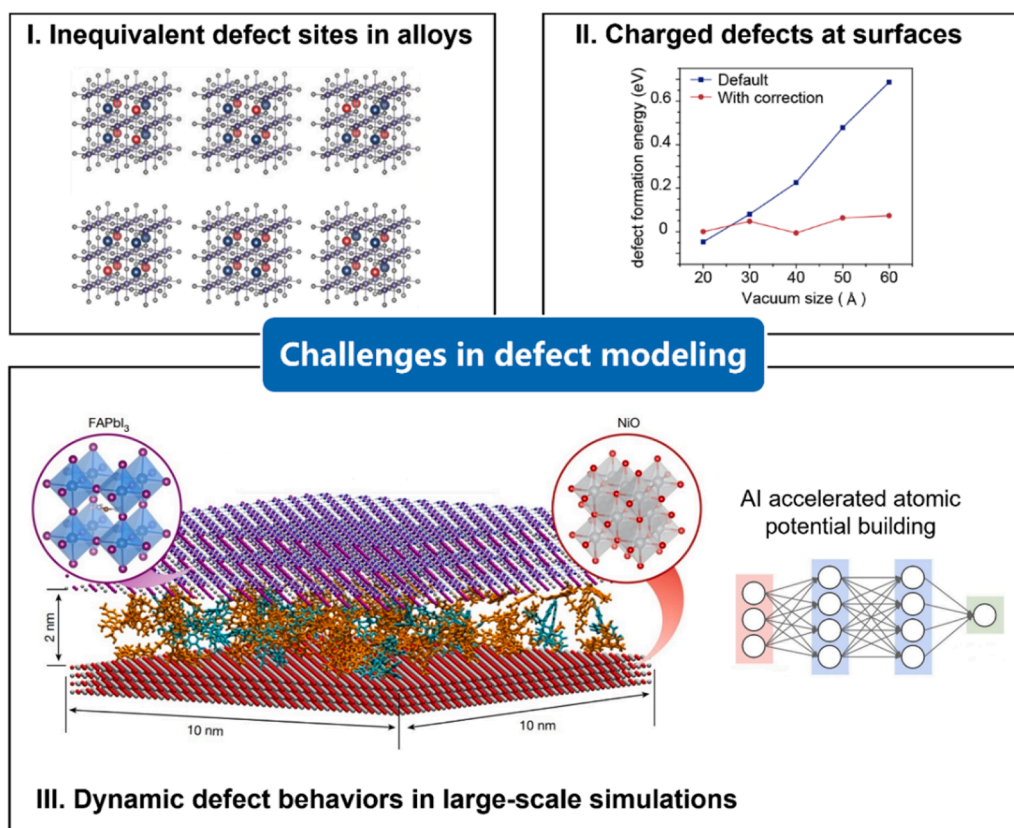 I. Inequivalent defect sites in alloys
II. Charged defects at surfaces
defect formation energy (eV)
0.6
0.4
0.2
0
Default
With correction
20
30
40
50
60
Vacuum size (Å)
Challenges in defect modeling
FAPbI₃
NiO
2 nm
10 nm
10 nm
AI accelerated atomic
potential building
III. Dynamic defect behaviors in large-scale simulations